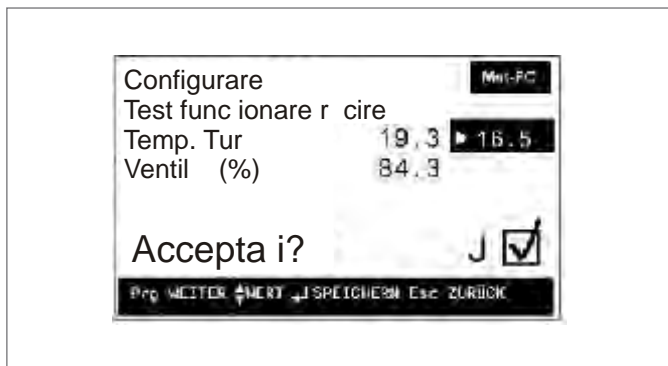 Configurare Mnt-PC
Test func ionare r cire
Temp. Tur 19.3 16.5
Ventil (%) 84.3
Accepta i? J
Prg WEITER WERT SPEICHERN Esc ZURÜCK